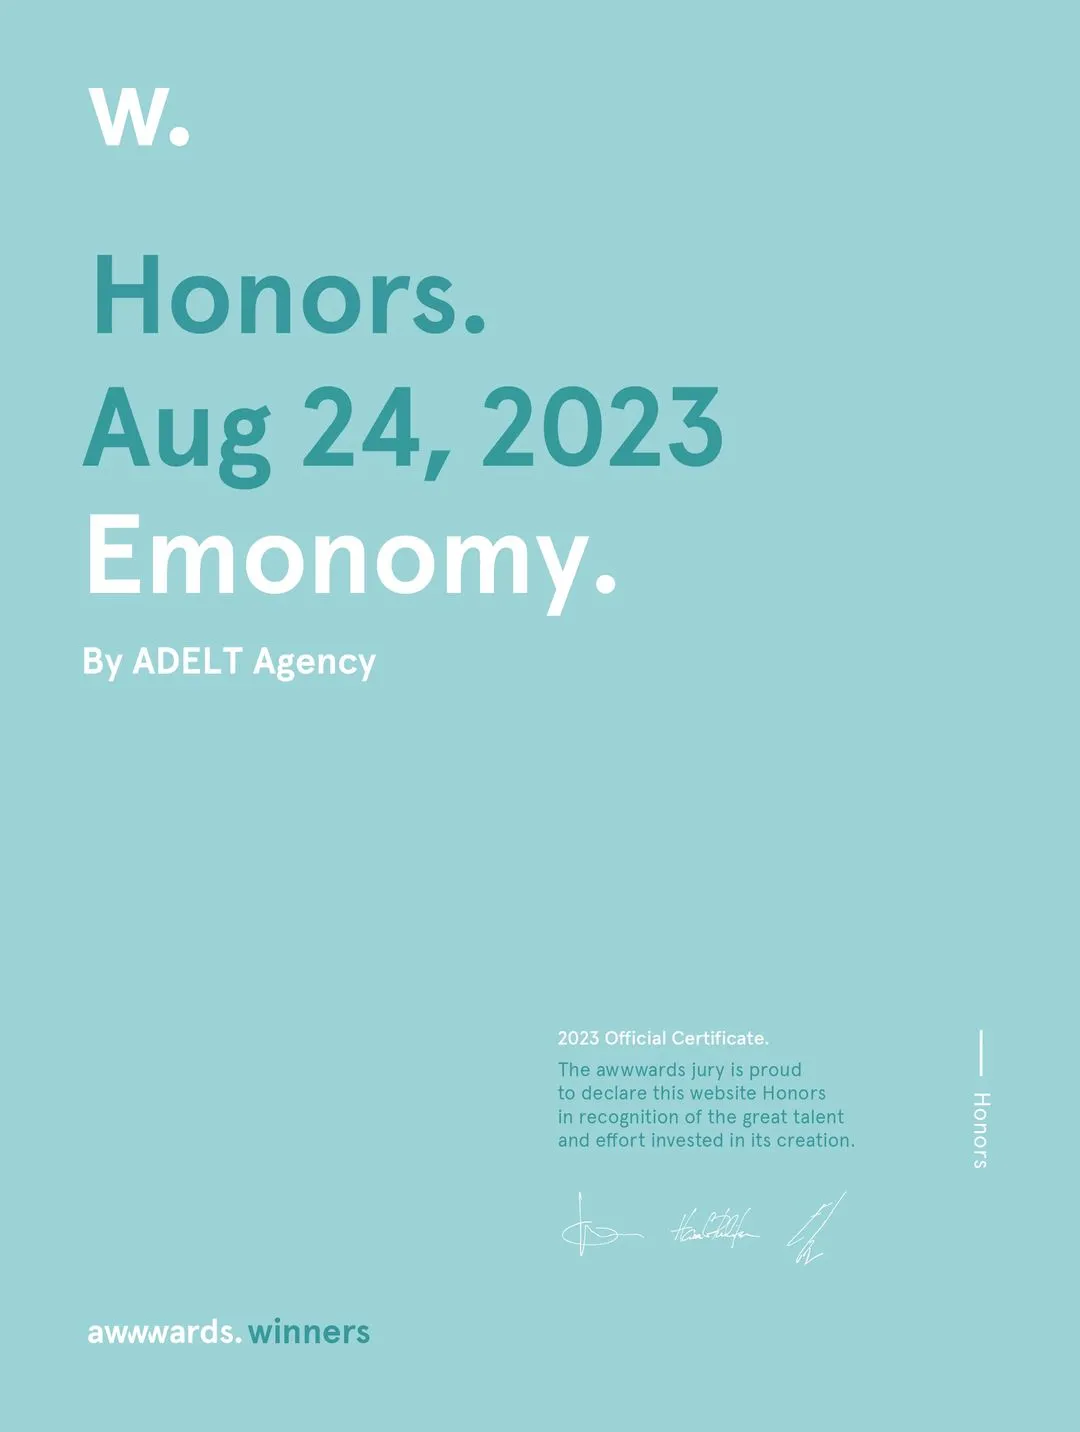 w.
Honors.
Aug 24, 2023
Emonomy.
By ADELT Agency
2023 Official Certificate.
The awwwards jury is proud
to declare this website Honors
in recognition of the great talent
and effort invested in its creation.
Honors
awwwards. winners